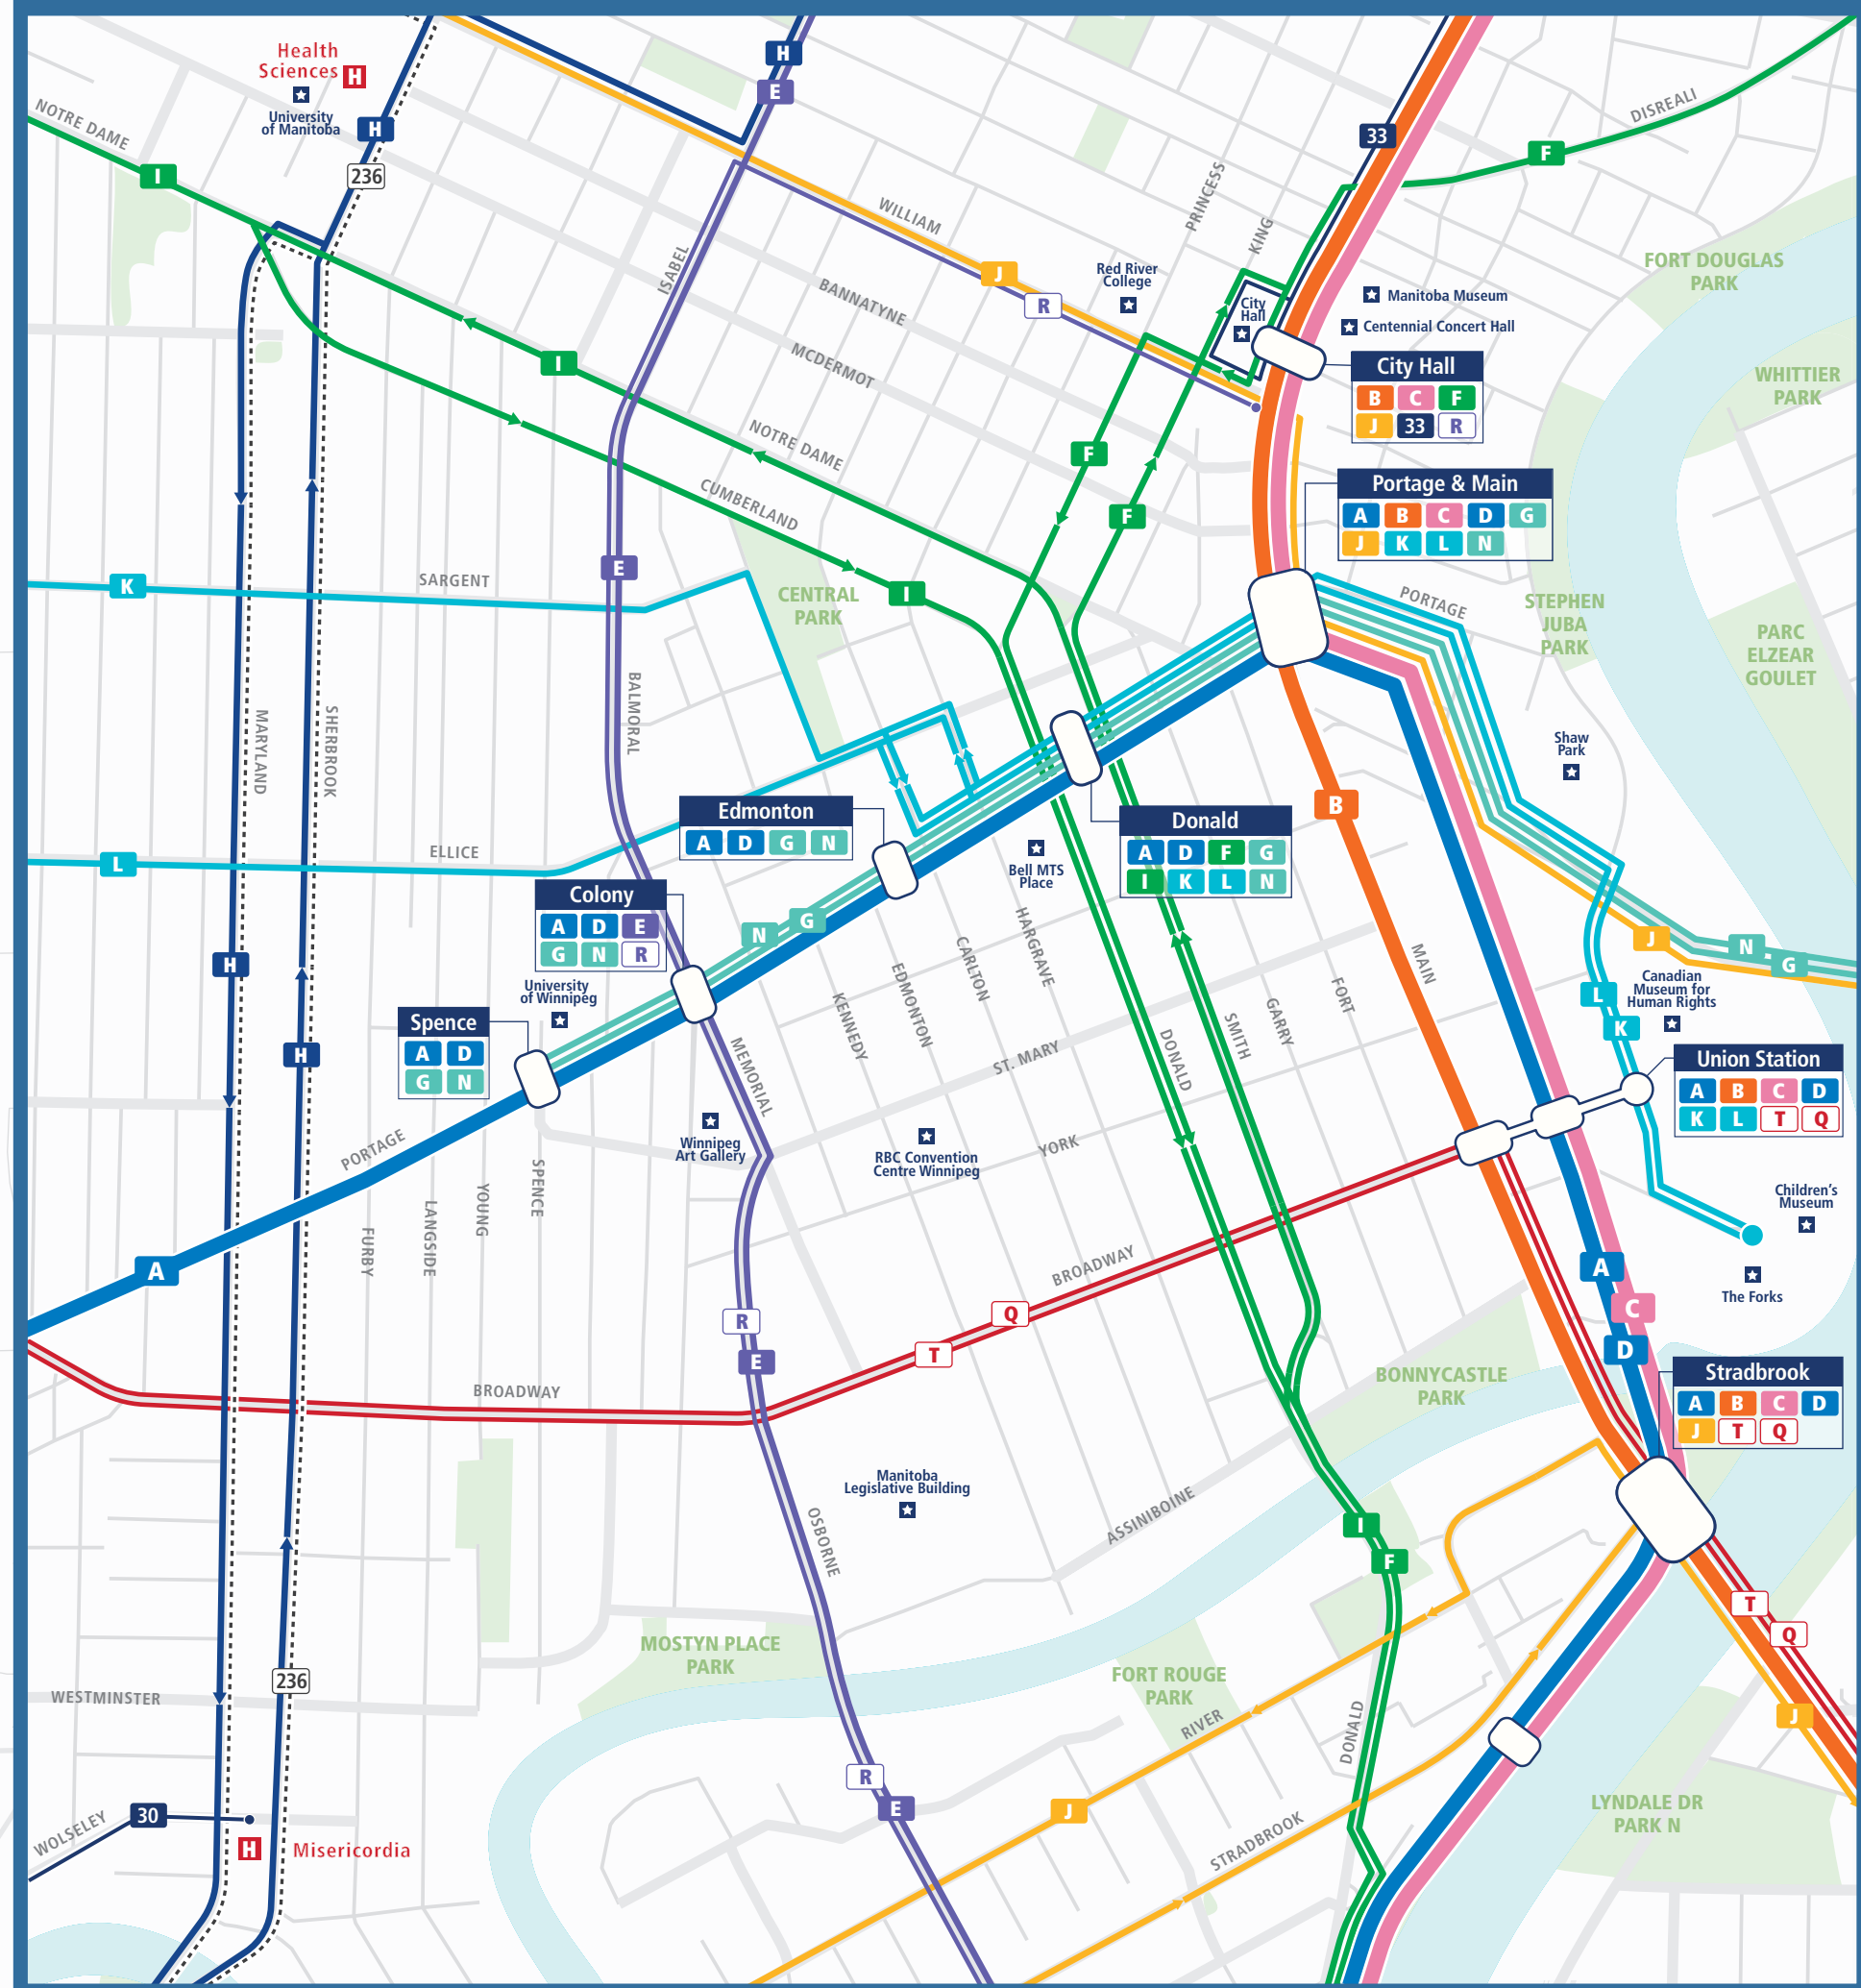 Health
Sciences H
University
of Manitoba
H
236
NOTRE DAME
I
H
E
WILLIAM
ISABEL
J
R
BANNATYNE
MCDERMOT
PRINCESS
KING
33
F
DISREALI
Red River
College
City
Hall
Manitoba Museum
Centennial Concert Hall
FORT DOUGLAS
PARK
WHITTIER
PARK
City Hall
B C F
J 33 R
I
NOTRE DAME
CUMBERLAND
F
F
Portage & Main
A B C D G
J K L N
E
K
SARGENT
I
CENTRAL
PARK
PORTAGE
STEPHEN
JUBA
PARK
PARC
ELZEAR
GOULET
MARYLAND
SHERBROOK
BALMORAL
Shaw
Park
Edmonton
A D G N
B
Donald
A D F G
I K L N
L
ELLICE
Bell MTS
Place
Colony
A D E
G N R
N
G
HARGRAVE
CARLTON
EDMONTON
KENNEDY
MAIN
FORT
GARRY
SMITH
DONALD
J
N
G
H
University
of Winnipeg
Canadian
Museum for
Human Rights
L
K
Spence
A D
G N
H
MEMORIAL
ST. MARY
Union Station
A B C D
K L T Q
Winnipeg
Art Gallery
RBC Convention
Centre Winnipeg
YORK
PORTAGE
SPENCE
YOUNG
LANGSIDE
FURBY
Children's
Museum
A
BROADWAY
A
The Forks
Q
R
C
T
E
D
BROADWAY
BONNYCASTLE
PARK
Stradbrook
A B C D
J T Q
Manitoba
Legislative Building
OSBORNE
ASSINIBOINE
I
F
T
Q
MOSTYN PLACE
PARK
FORT ROUGE
PARK
236
WESTMINSTER
RIVER
DONALD
J
R
E
J
LYNDALE DR
PARK N
30
WOLSELEY
STRADBROOK
H Misericordia